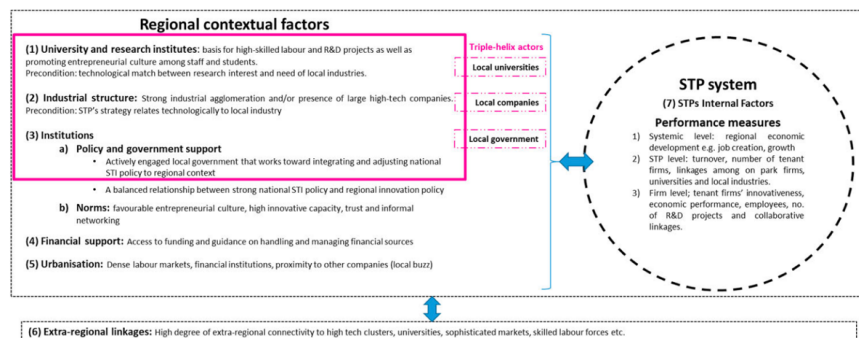 Regional contextual factors
(1) University and research institutes: basis for high-skilled labour and R&D projects as well as
promoting entrepreneurial culture among staff and students.
Precondition: technological match between research interest and need of local industries.
(2) Industrial structure: Strong industrial agglomeration and/or presence of large high-tech companies.
Precondition: STP's strategy relates technologically to local industry
(3) Institutions
a) Policy and government support
• Actively engaged local government that works toward integrating and adjusting national
STI policy to regional context
• A balanced relationship between strong national STI policy and regional innovation policy
b) Norms: favourable entrepreneurial culture, high innovative capacity, trust and informal
networking
(4) Financial support: Access to funding and guidance on handling and managing financial sources
(5) Urbanisation: Dense labour markets, financial institutions, proximity to other companies (local buzz)
Triple-helix actors
Local universities
Local companies
Local government
STP system
(7) STPs Internal Factors
Performance measures
1) Systemic level: regional economic
development e.g. job creation, growth
2) STP level: turnover, number of tenant
firms, linkages among on park firms,
universities and local industries.
3) Firm level; tenant firms' innovativeness,
economic performance, employees, no.
of R&D projects and collaborative
linkages.
(6) Extra-regional linkages: High degree of extra-regional connectivity to high tech clusters, universities, sophisticated markets, skilled labour forces etc.